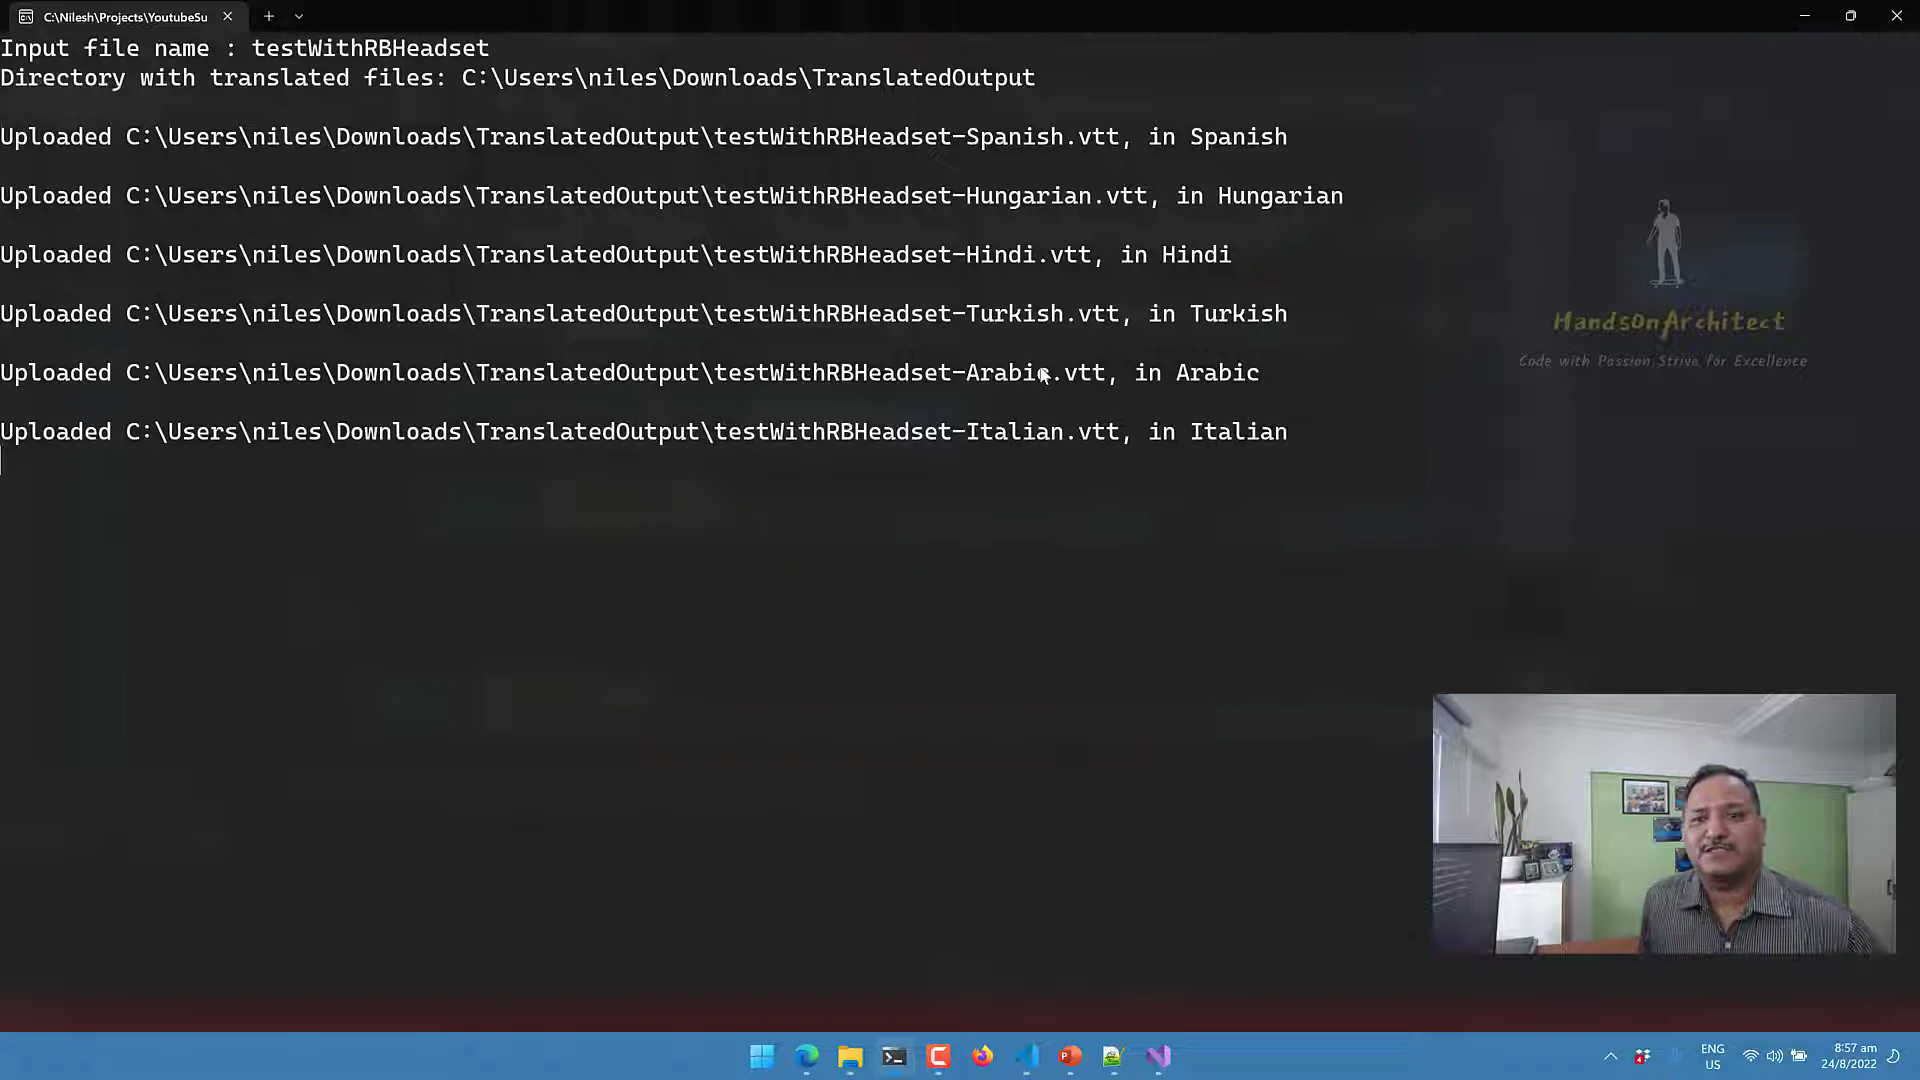 C:\Nilesh\Projects\YoutubeSu
Input file name : testWithRBHeadset
Directory with translated files: C:\Users\niles\Downloads\TranslatedOutput
Uploaded C:\Users\niles\Downloads\TranslatedOutput\testWithRBHeadset-Spanish.vtt, in Spanish
Uploaded C:\Users\niles\Downloads\TranslatedOutput\testWithRBHeadset-Hungarian.vtt, in Hungarian
Uploaded C:\Users\niles\Downloads\TranslatedOutput\testWithRBHeadset-Hindi.vtt, in Hindi
Uploaded C:\Users\niles\Downloads\TranslatedOutput\testWithRBHeadset-Turkish.vtt, in Turkish
Uploaded C:\Users\niles\Downloads\TranslatedOutput\testWithRBHeadset-Arabic.vtt, in Arabic
Uploaded C:\Users\niles\Downloads\TranslatedOutput\testWithRBHeadset-Italian.vtt, in Italian
HandsOnArchitect
Code with Passion Strive for Excellence
ENG
US
8:57 am
24/8/2022